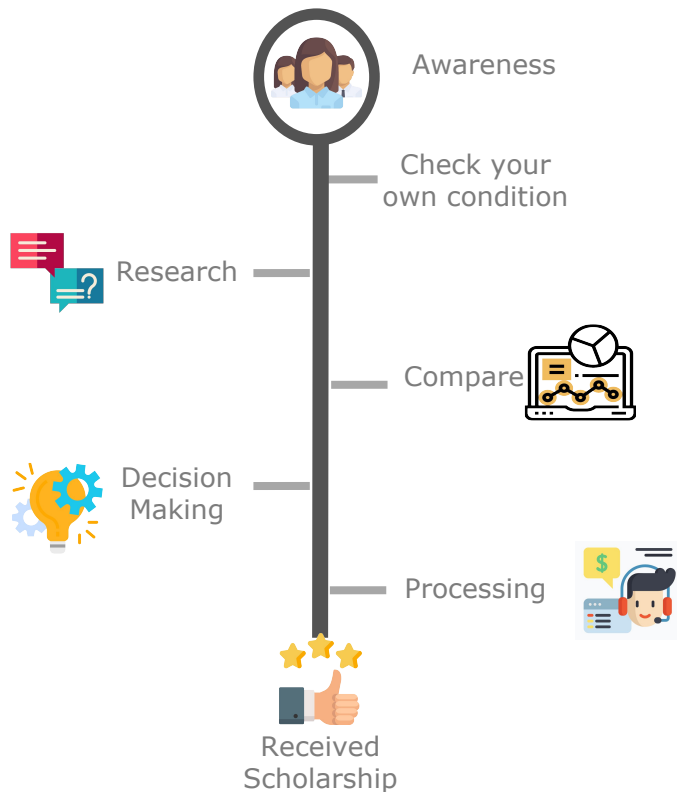 Awareness
Check your
own condition
Research
Compare
Decision
Making
Processing
Received
Scholarship